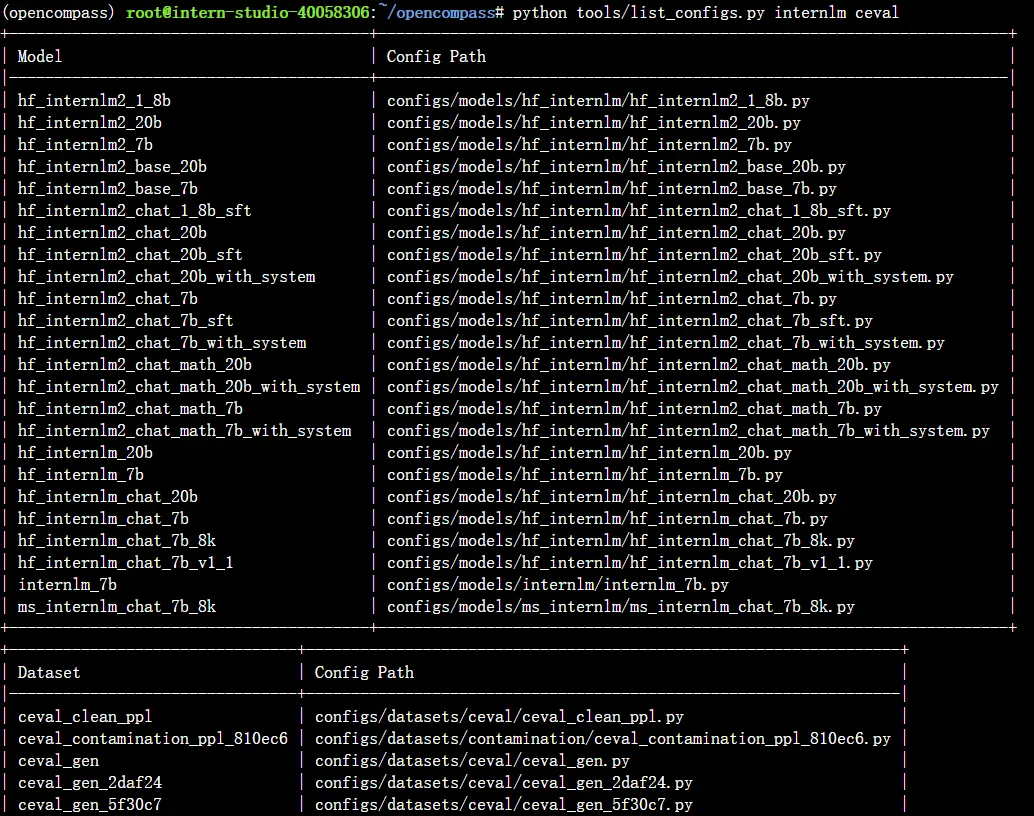 (opencompass) root@intern-studio-40058306:~/opencompass# python tools/list_configs.py internlm ceval
| Model | Config Path |
| hf_internlm2_1_8b | configs/models/hf_internlm/hf_internlm2_1_8b.py |
| hf_internlm2_20b | configs/models/hf_internlm/hf_internlm2_20b.py |
| hf_internlm2_7b | configs/models/hf_internlm/hf_internlm2_7b.py |
| hf_internlm2_base_20b | configs/models/hf_internlm/hf_internlm2_base_20b.py |
| hf_internlm2_base_7b | configs/models/hf_internlm/hf_internlm2_base_7b.py |
| hf_internlm2_chat_1_8b_sft | configs/models/hf_internlm/hf_internlm2_chat_1_8b_sft.py |
| hf_internlm2_chat_20b | configs/models/hf_internlm/hf_internlm2_chat_20b.py |
| hf_internlm2_chat_20b_sft | configs/models/hf_internlm/hf_internlm2_chat_20b_sft.py |
| hf_internlm2_chat_20b_with_system | configs/models/hf_internlm/hf_internlm2_chat_20b_with_system.py |
| hf_internlm2_chat_7b | configs/models/hf_internlm/hf_internlm2_chat_7b.py |
| hf_internlm2_chat_7b_sft | configs/models/hf_internlm/hf_internlm2_chat_7b_sft.py |
| hf_internlm2_chat_7b_with_system | configs/models/hf_internlm/hf_internlm2_chat_7b_with_system.py |
| hf_internlm2_chat_math_20b | configs/models/hf_internlm/hf_internlm2_chat_math_20b.py |
| hf_internlm2_chat_math_20b_with_system | configs/models/hf_internlm/hf_internlm2_chat_math_20b_with_system.py |
| hf_internlm2_chat_math_7b | configs/models/hf_internlm/hf_internlm2_chat_math_7b.py |
| hf_internlm2_chat_math_7b_with_system | configs/models/hf_internlm/hf_internlm2_chat_math_7b_with_system.py |
| hf_internlm_20b | configs/models/hf_internlm/hf_internlm_20b.py |
| hf_internlm_7b | configs/models/hf_internlm/hf_internlm_7b.py |
| hf_internlm_chat_20b | configs/models/hf_internlm/hf_internlm_chat_20b.py |
| hf_internlm_chat_7b | configs/models/hf_internlm/hf_internlm_chat_7b.py |
| hf_internlm_chat_7b_8k | configs/models/hf_internlm/hf_internlm_chat_7b_8k.py |
| hf_internlm_chat_7b_v1_1 | configs/models/hf_internlm/hf_internlm_chat_7b_v1_1.py |
| internlm_7b | configs/models/internlm/internlm_7b.py |
| ms_internlm_chat_7b_8k | configs/models/ms_internlm/ms_internlm_chat_7b_8k.py |
| Dataset | Config Path |
| ceval_clean_ppl | configs/datasets/ceval/ceval_clean_ppl.py |
| ceval_contamination_ppl_810ec6 | configs/datasets/contamination/ceval_contamination_ppl_810ec6.py |
| ceval_gen | configs/datasets/ceval/ceval_gen.py |
| ceval_gen_2daf24 | configs/datasets/ceval/ceval_gen_2daf24.py |
| ceval_gen_5f30c7 | configs/datasets/ceval/ceval_gen_5f30c7.py |